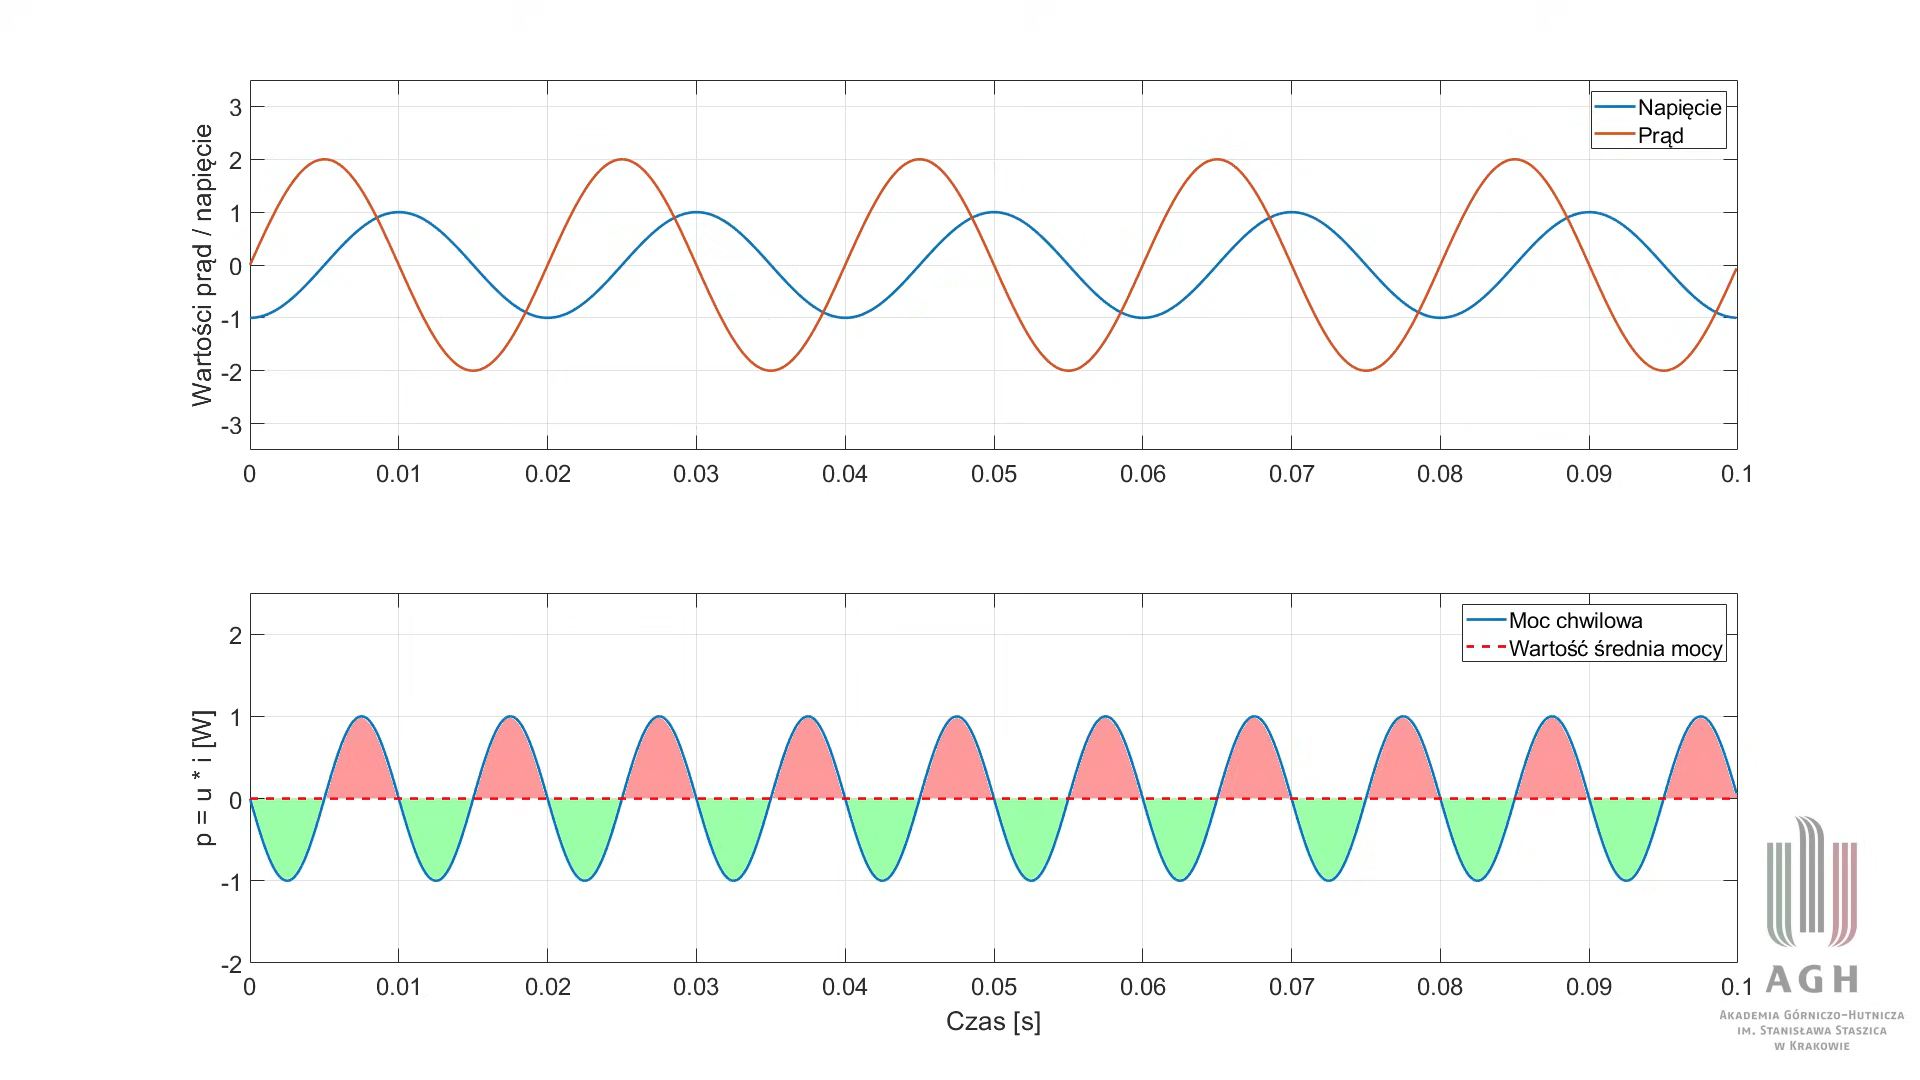 Wartości prąd / napięcie
3
2
1
0
-1
-2
-3
Napięcie
Prąd
0 0.01 0.02 0.03 0.04 0.05 0.06 0.07 0.08 0.09 0.1
p = u * i [W]
2
1
0
-1
-2
Moc chwilowa
Wartość średnia mocy
0 0.01 0.02 0.03 0.04 0.05 0.06 0.07 0.08 0.09 0.1
Czas [s]
AGH
AKADEMIA GÓRNICZO-HUTNICZA
IM. STANISŁAWA STASZICA
W KRAKOWIE